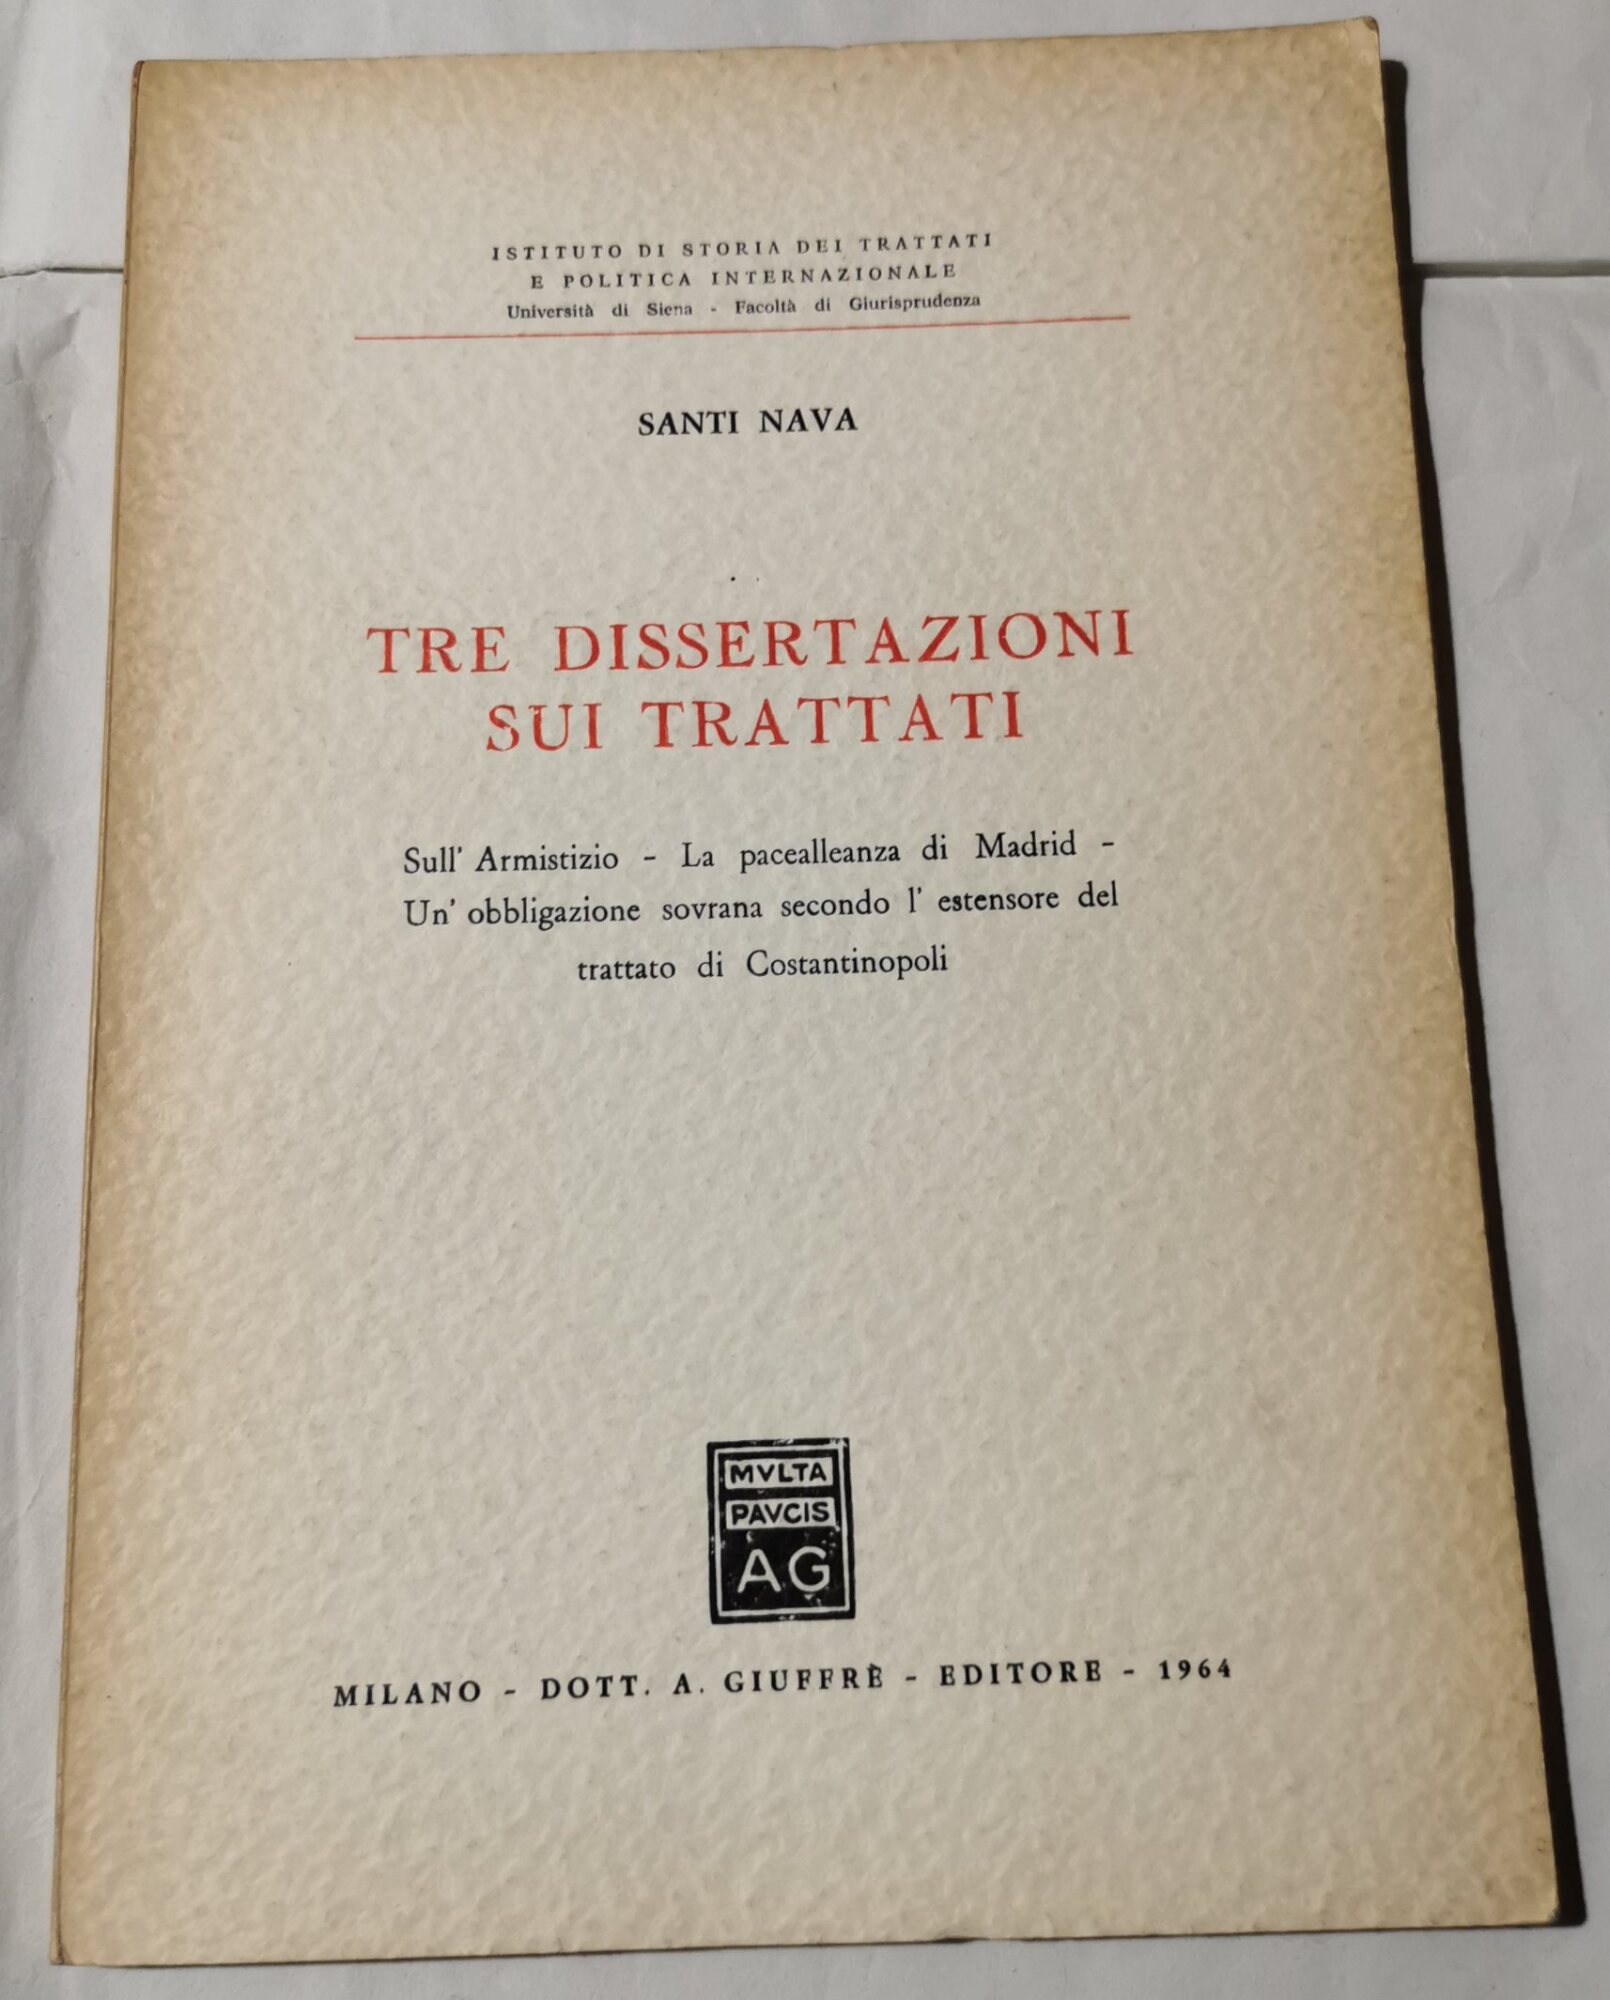 ISTITUTO DI STORIA DEI TRATTATI
E POLITICA INTERNAZIONALE
Università di Siena - Facoltà di Giurisprudenza
SANTI NAVA
TRE DISSERTAZIONI
SUI TRATTATI
Sull' Armistizio - La pacealleanza di Madrid -
Un' obbligazione sovrana secondo l' estensore del
trattato di Costantinopoli
MVLTA
PAVCIS
AG
MILANO - DOTT. A. GIUFFRÈ - EDITORE - 1964